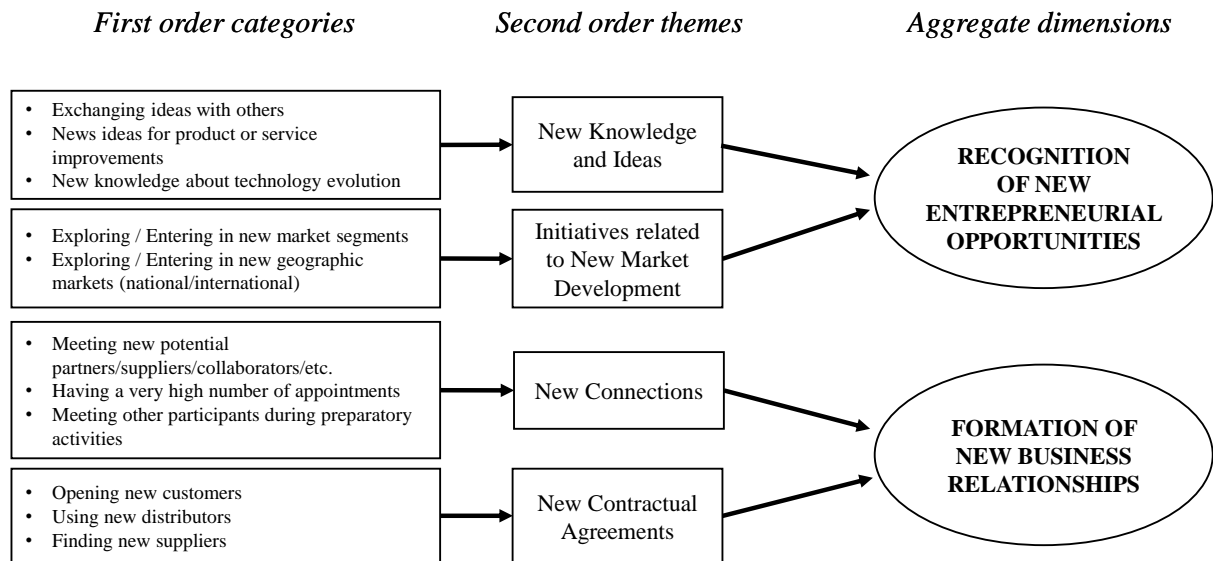 First order categories
Second order themes
Aggregate dimensions
• Exchanging ideas with others
• News ideas for product or service
improvements
• New knowledge about technology evolution
New Knowledge
and Ideas
RECOGNITION
OF NEW
ENTREPRENEURIAL
OPPORTUNITIES
• Exploring / Entering in new market segments
• Exploring / Entering in new geographic
markets (national/international)
Initiatives related
to New Market
Development
• Meeting new potential
partners/suppliers/collaborators/etc.
• Having a very high number of appointments
• Meeting other participants during preparatory
activities
New Connections
FORMATION OF
NEW BUSINESS
RELATIONSHIPS
• Opening new customers
• Using new distributors
• Finding new suppliers
New Contractual
Agreements